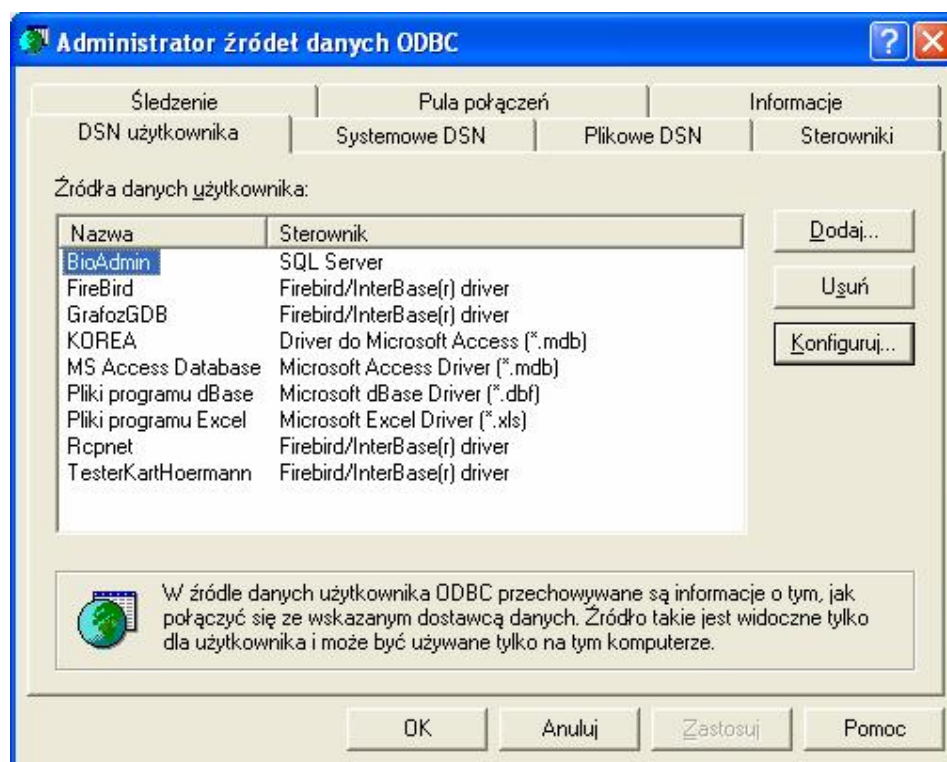 Administrator źródeł danych ODBC
Śledzenie Pula połączeń Informacje
DSN użytkownika Systemowe DSN Plikowe DSN Sterowniki
Źródła danych użytkownika:
Nazwa Sterownik
BioAdmin SQL Server
FireBird Firebird/InterBase(r) driver
GrafozGDB Firebird/InterBase(r) driver
KOREA Driver do Microsoft Access (*.mdb)
MS Access Database Microsoft Access Driver (*.mdb)
Pliki programu dBase Microsoft dBase Driver (*.dbf)
Pliki programu Excel Microsoft Excel Driver (*.xls)
Rcpnet Firebird/InterBase(r) driver
TesterKartHoermann Firebird/InterBase(r) driver
Dodaj...
Usuń
Konfiguruj...
W źródle danych użytkownika ODBC przechowywane są informacje o tym, jak
połączyć się ze wskazanym dostawcą danych. Źródło takie jest widoczne tylko
dla użytkownika i może być używane tylko na tym komputerze.
OK Anuluj Zastosuj Pomoc